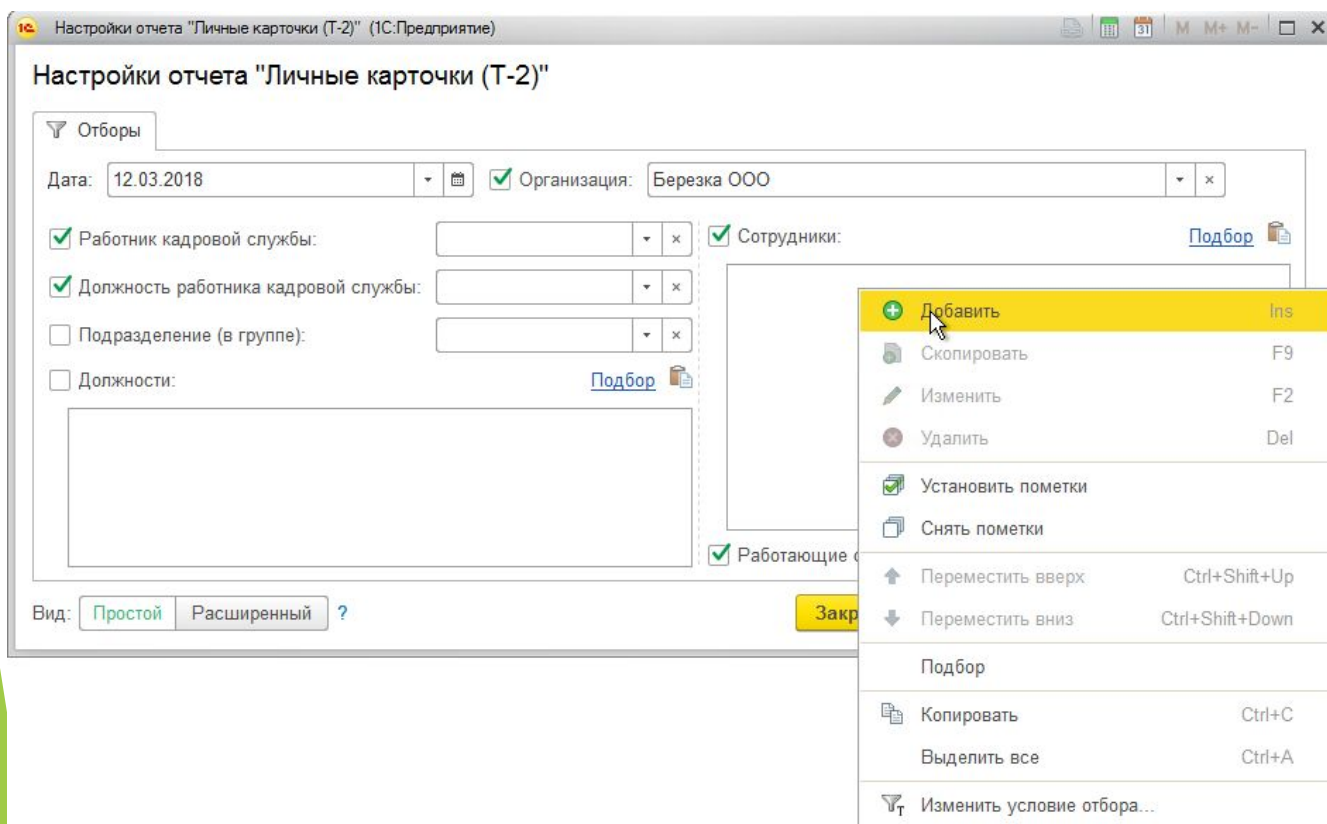 1С Настройки отчета "Личные карточки (Т-2)" (1С:Предприятие) 31 M M+ M-
Настройки отчета "Личные карточки (Т-2)"
Отборы
Дата: 12.03.2018 Организация: Березка ООО
Работник кадровой службы:
Должность работника кадровой службы:
Подразделение (в группе):
Должности: Подбор
Сотрудники: Подбор
Работающие
Вид: Простой Расширенный ? Закр
Добавить Ins
Скопировать F9
Изменить F2
Удалить Del
Установить пометки
Снять пометки
Переместить вверх Ctrl+Shift+Up
Переместить вниз Ctrl+Shift+Down
Подбор
Копировать Ctrl+C
Выделить все Ctrl+A
Изменить условие отбора...